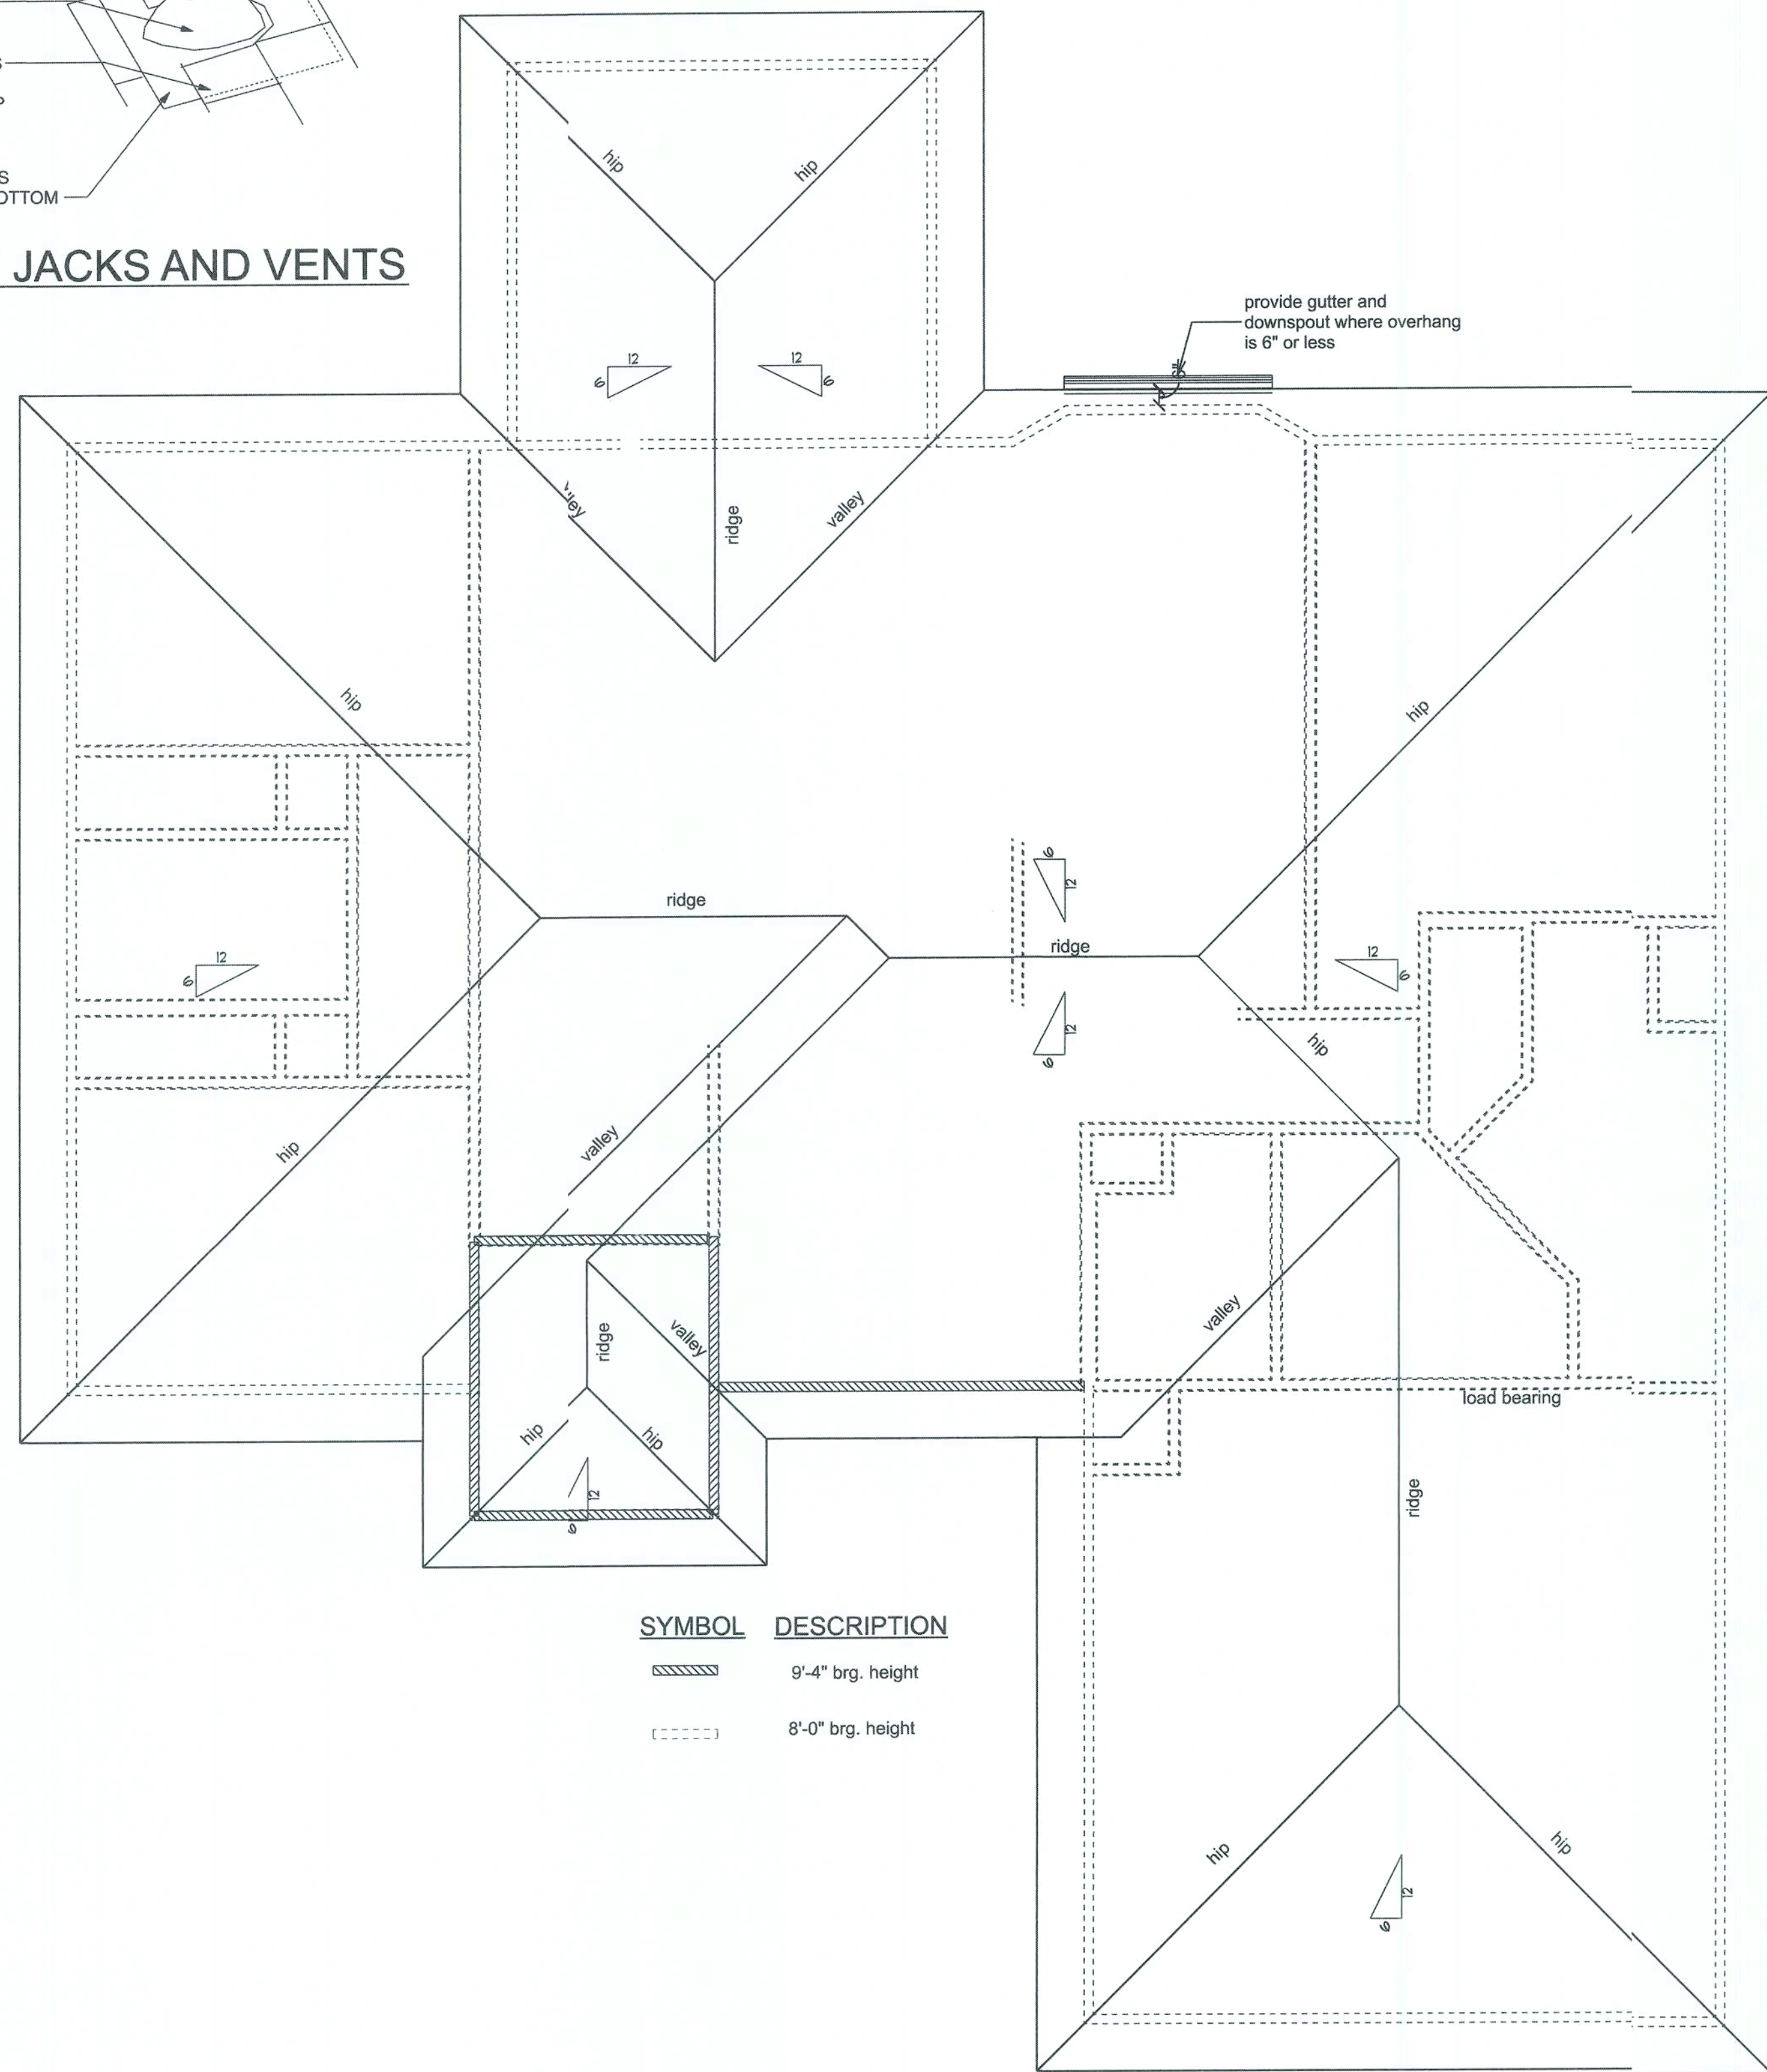 OTTOM
JACKS AND VENTS
hip
hip
provide gutter and
downspout where overhang
is 6" or less
12
6
12
6
6"
valley
ridge
valley
hip
hip
ridge
6
12
ridge
12
6
12
6
12
6
hip
hip
valley
valley
ridge
valley
load bearing
hip
hip
12
6
ridge
SYMBOL DESCRIPTION
9'-4" brg. height
8'-0" brg. height
hip
hip
12
6